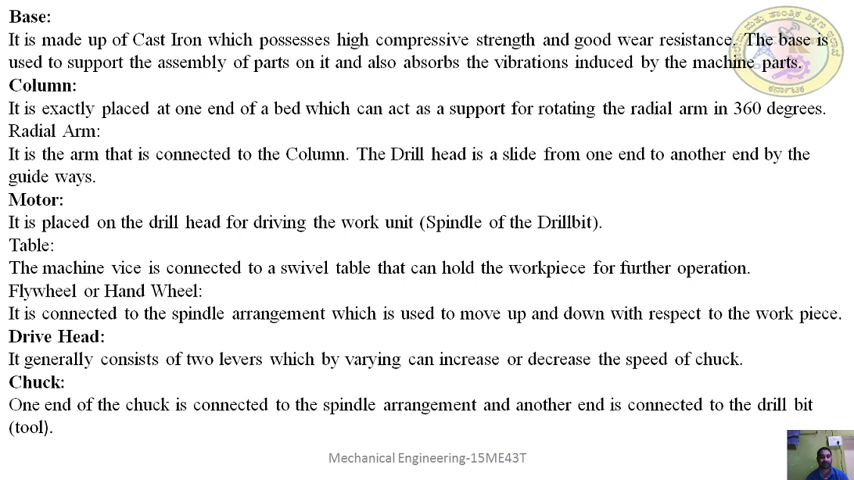 Base:
It is made up of Cast Iron which possesses high compressive strength and good wear resistance. The base is
used to support the assembly of parts on it and also absorbs the vibrations induced by the machine parts.
Column:
It is exactly placed at one end of a bed which can act as a support for rotating the radial arm in 360 degrees.
Radial Arm:
It is the arm that is connected to the Column. The Drill head is a slide from one end to another end by the
guide ways.
Motor:
It is placed on the drill head for driving the work unit (Spindle of the Drillbit).
Table:
The machine vice is connected to a swivel table that can hold the workpiece for further operation.
Flywheel or Hand Wheel:
It is connected to the spindle arrangement which is used to move up and down with respect to the work piece.
Drive Head:
It generally consists of two levers which by varying can increase or decrease the speed of chuck.
Chuck:
One end of the chuck is connected to the spindle arrangement and another end is connected to the drill bit
(tool).
Mechanical Engineering-15ME43T